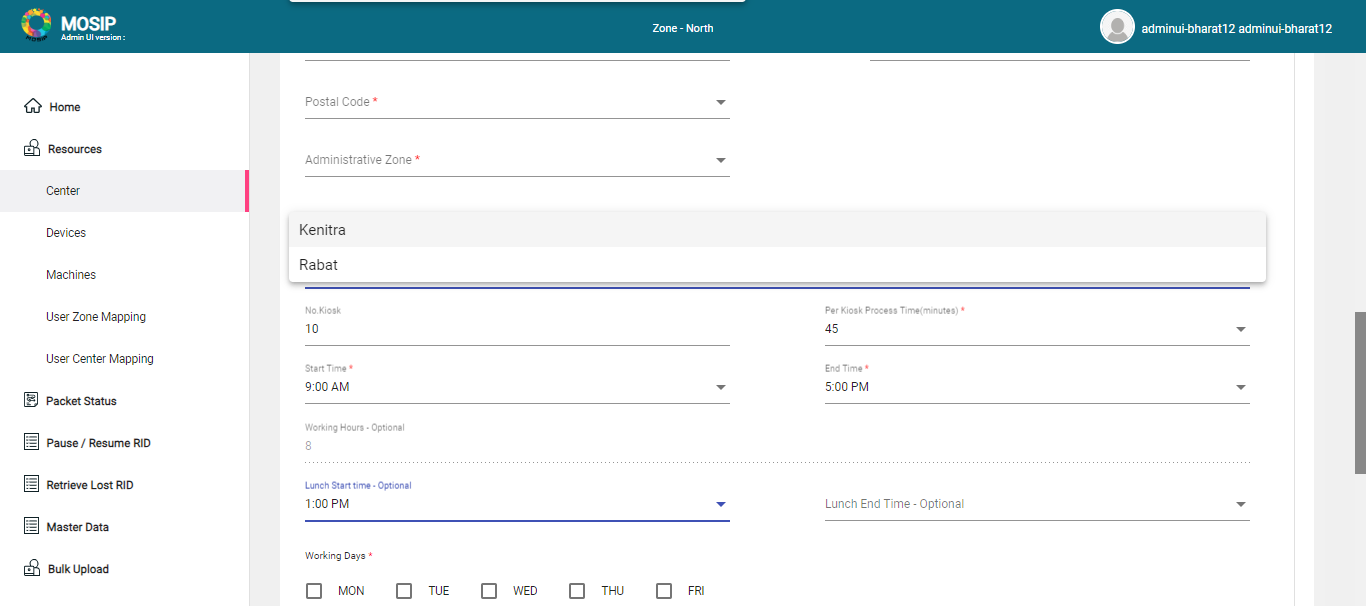 MOSIP
Admin UI version :
Zone - North
adminui-bharat12 adminui-bharat12
Home
Resources
Center
Devices
Machines
User Zone Mapping
User Center Mapping
Packet Status
Pause / Resume RID
Retrieve Lost RID
Master Data
Bulk Upload
Postal Code *
Administrative Zone *
Kenitra
Rabat
No.Kiosk
10
Per Kiosk Process Time(minutes) *
45
Start Time *
9:00 AM
End Time *
5:00 PM
Working Hours - Optional
8
Lunch Start time - Optional
1:00 PM
Lunch End Time - Optional
Working Days *
MON TUE WED THU FRI